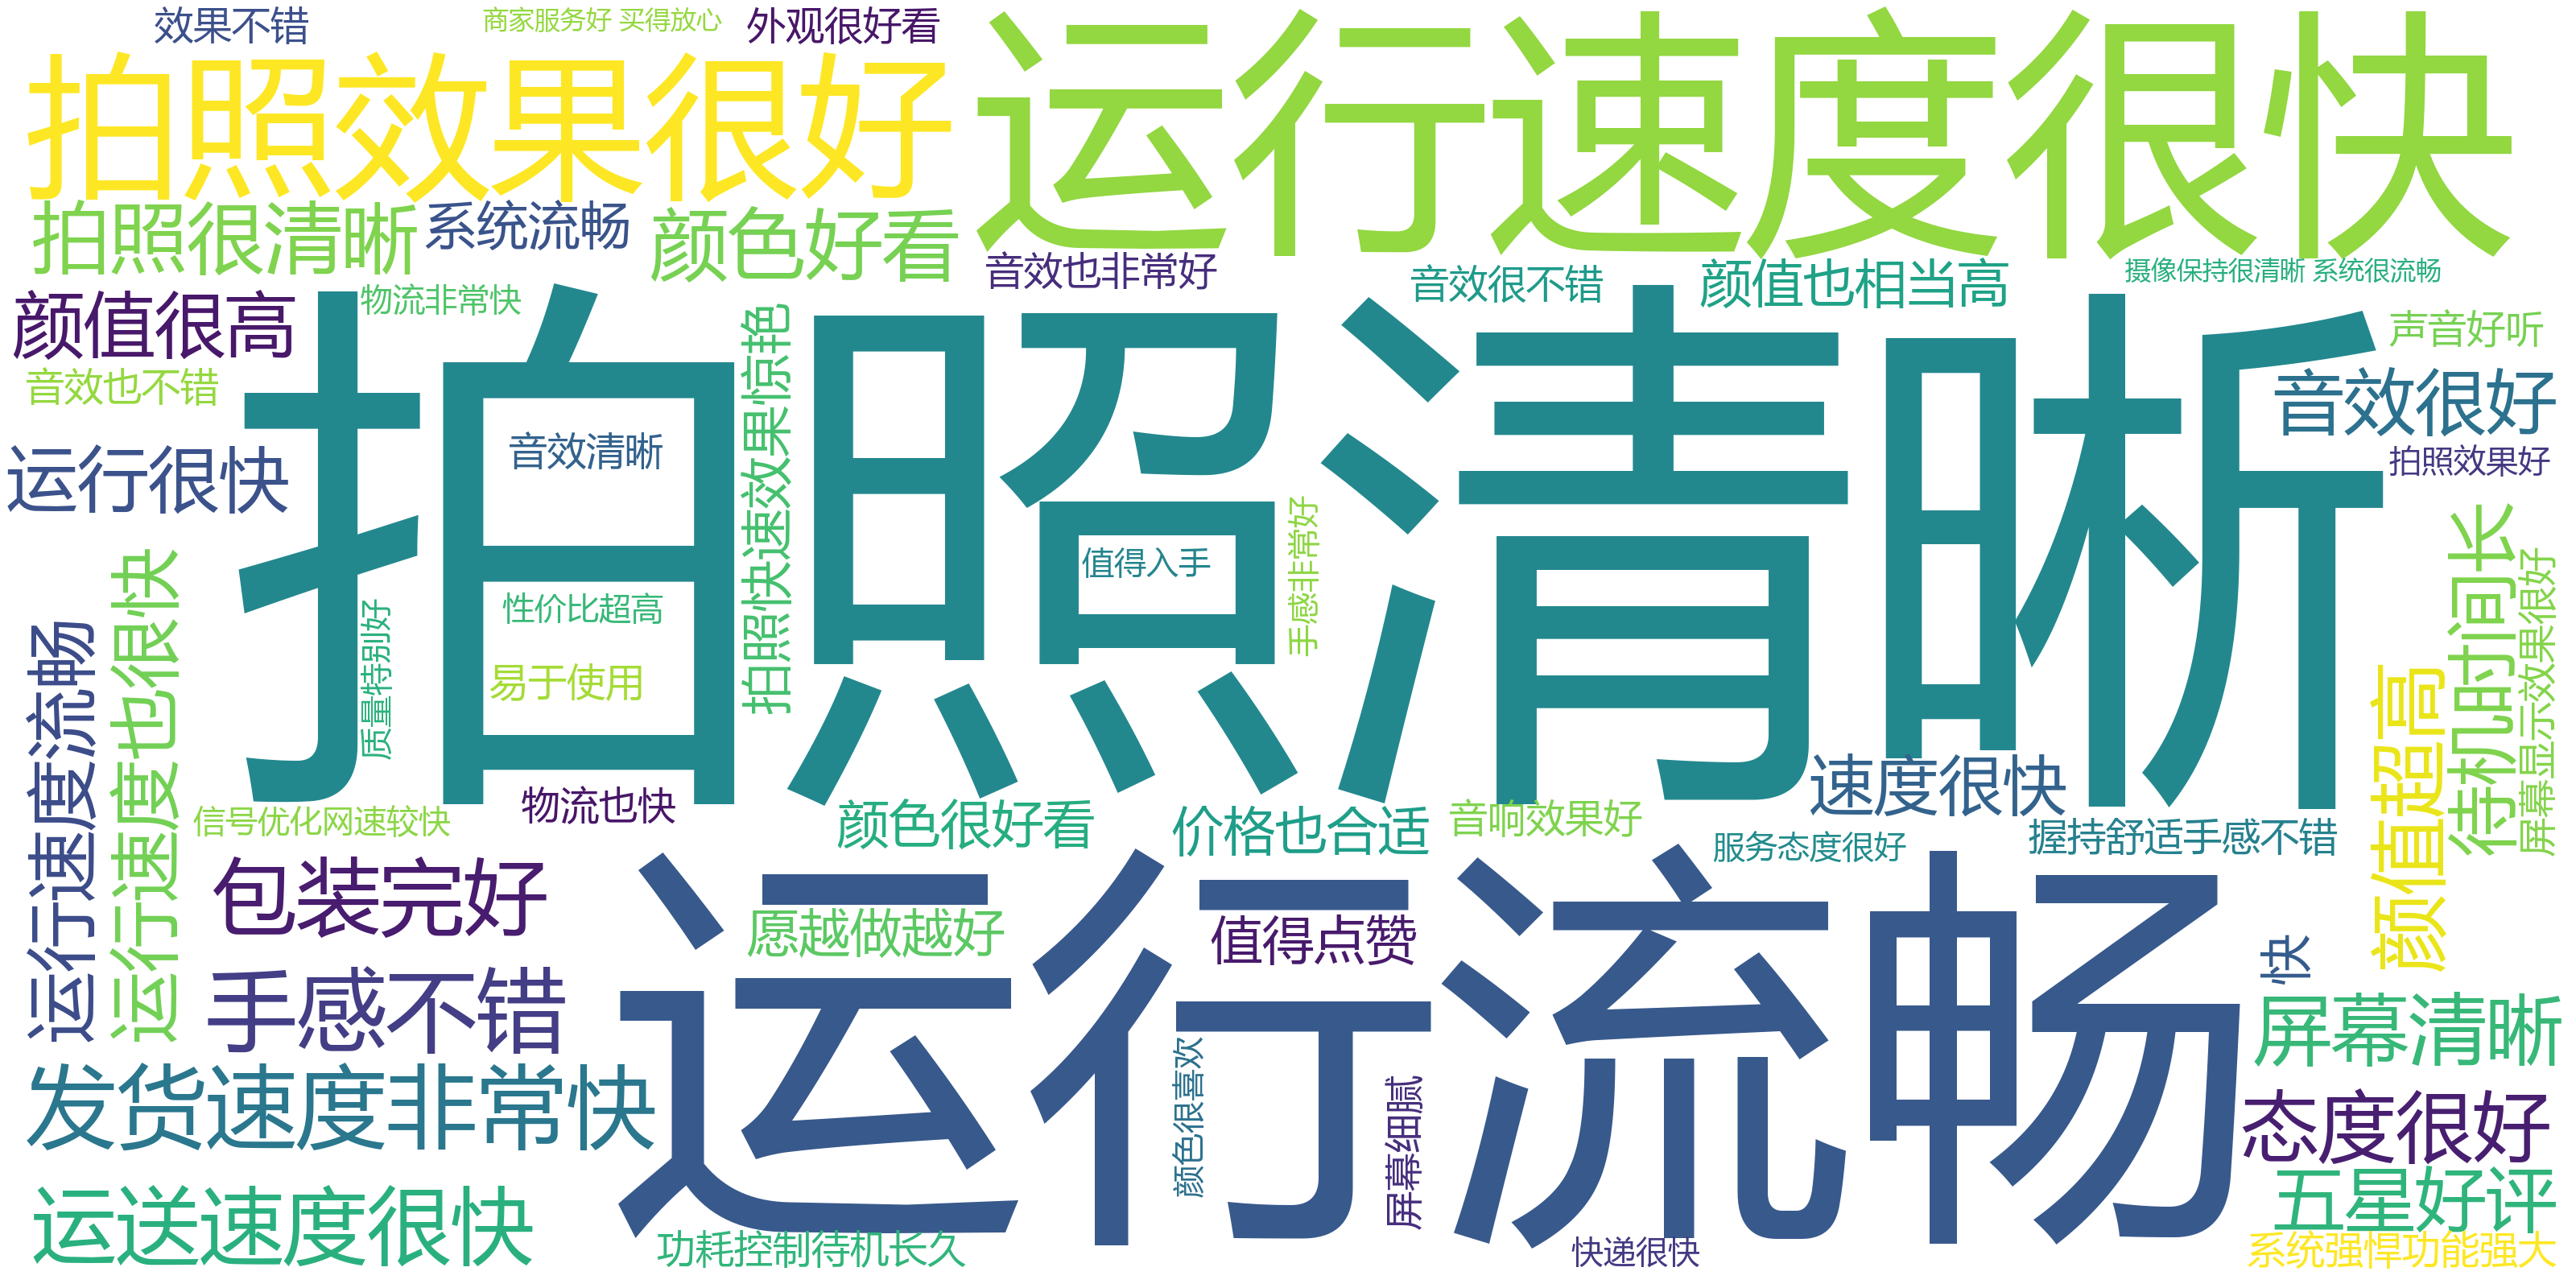 效果不错
商家服务好 买得放心
外观很好看
运行速度很快
拍照效果很好
拍照很清晰
系统流畅
颜色好看
音效也非常好
音效很不错
颜值也相当高
摄像保持很清晰 系统很流畅
颜值很高
物流非常快
拍照清晰
拍照快速效果惊艳
声音好听
音效也不错
音效很好
运行很快
音效清晰
拍照效果好
值得入手
手感非常好
待机时间长
屏幕显示效果很好
运行速度流畅
运行速度也很快
性价比超高
质量特别好
易于使用
颜值超高
速度很快
信号优化网速较快
物流也快
颜色很好看
价格也合适
音响效果好
服务态度很好
握持舒适手感不错
包装完好
运行流畅
愿越做越好
值得点赞
快
手感不错
屏幕清晰
发货速度非常快
颜色很喜欢
屏幕细腻
态度很好
运送速度很快
五星好评
功耗控制待机长久
快递很快
系统强悍功能强大